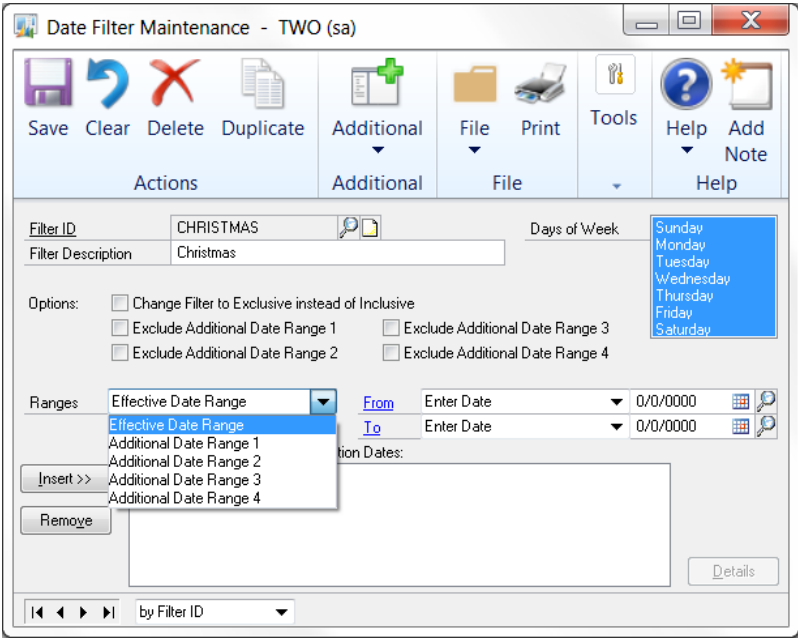 Date Filter Maintenance - TWO (sa)
Save Clear Delete Duplicate Additional File Print Tools Help Add Note
Actions Additional File Help
Filter ID CHRISTMAS Days of Week
Filter Description Christmas
Sunday
Monday
Tuesday
Wednesday
Thursday
Friday
Saturday
Options: Change Filter to Exclusive instead of Inclusive
Exclude Additional Date Range 1 Exclude Additional Date Range 3
Exclude Additional Date Range 2 Exclude Additional Date Range 4
Ranges Effective Date Range From Enter Date 0/0/0000
To Enter Date 0/0/0000
Effective Date Range
Additional Date Range 1
Additional Date Range 2
Additional Date Range 3
Additional Date Range 4
tion Dates:
Insert >>
Remove
Details
by Filter ID